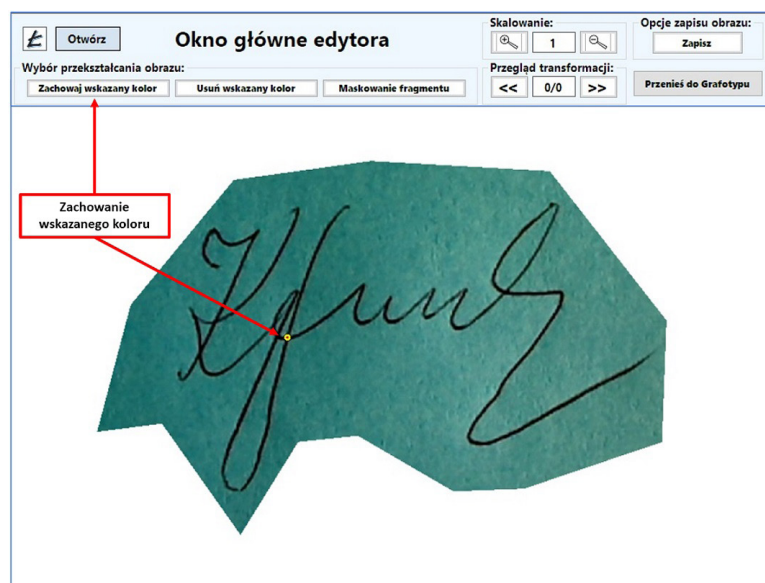 Otwórz
Okno główne edytora
Skalowanie:
1
Opcje zapisu obrazu:
Zapisz
Wybór przekształcania obrazu:
Zachowaj wskazany kolor
Usuń wskazany kolor
Maskowanie fragmentu
Przegląd transformacji:
<<
0/0
>>
Przenieś do Grafotypu
Zachowanie
wskazanego koloru